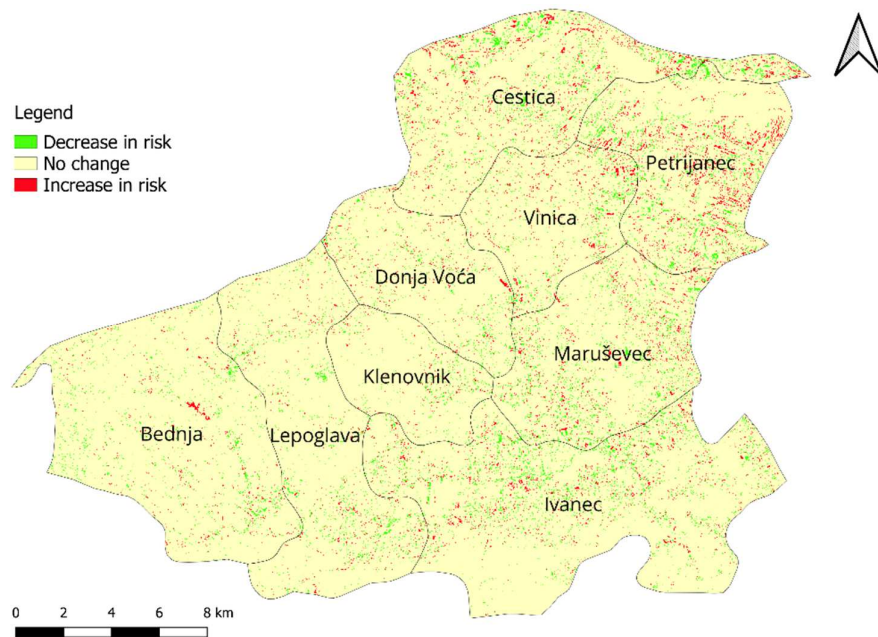 Legend
Decrease in risk
No change
Increase in risk
Cestica
Petrijanec
Vinica
Donja Voća
Maruševec
Klenovnik
Bednja
Lepoglava
Ivanec
0 2 4 6 8 km